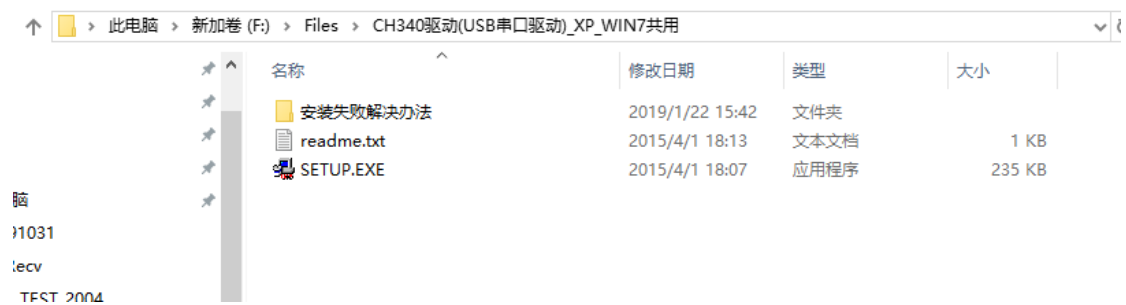 此电脑 › 新加卷 (F:) › Files › CH340驱动(USB串口驱动)_XP_WIN7共用
名称 修改日期 类型 大小
安装失败解决办法 2019/1/22 15:42 文件夹
readme.txt 2015/4/1 18:13 文本文档 1 KB
SETUP.EXE 2015/4/1 18:07 应用程序 235 KB
脑
91031
Recv
_TEST_2004